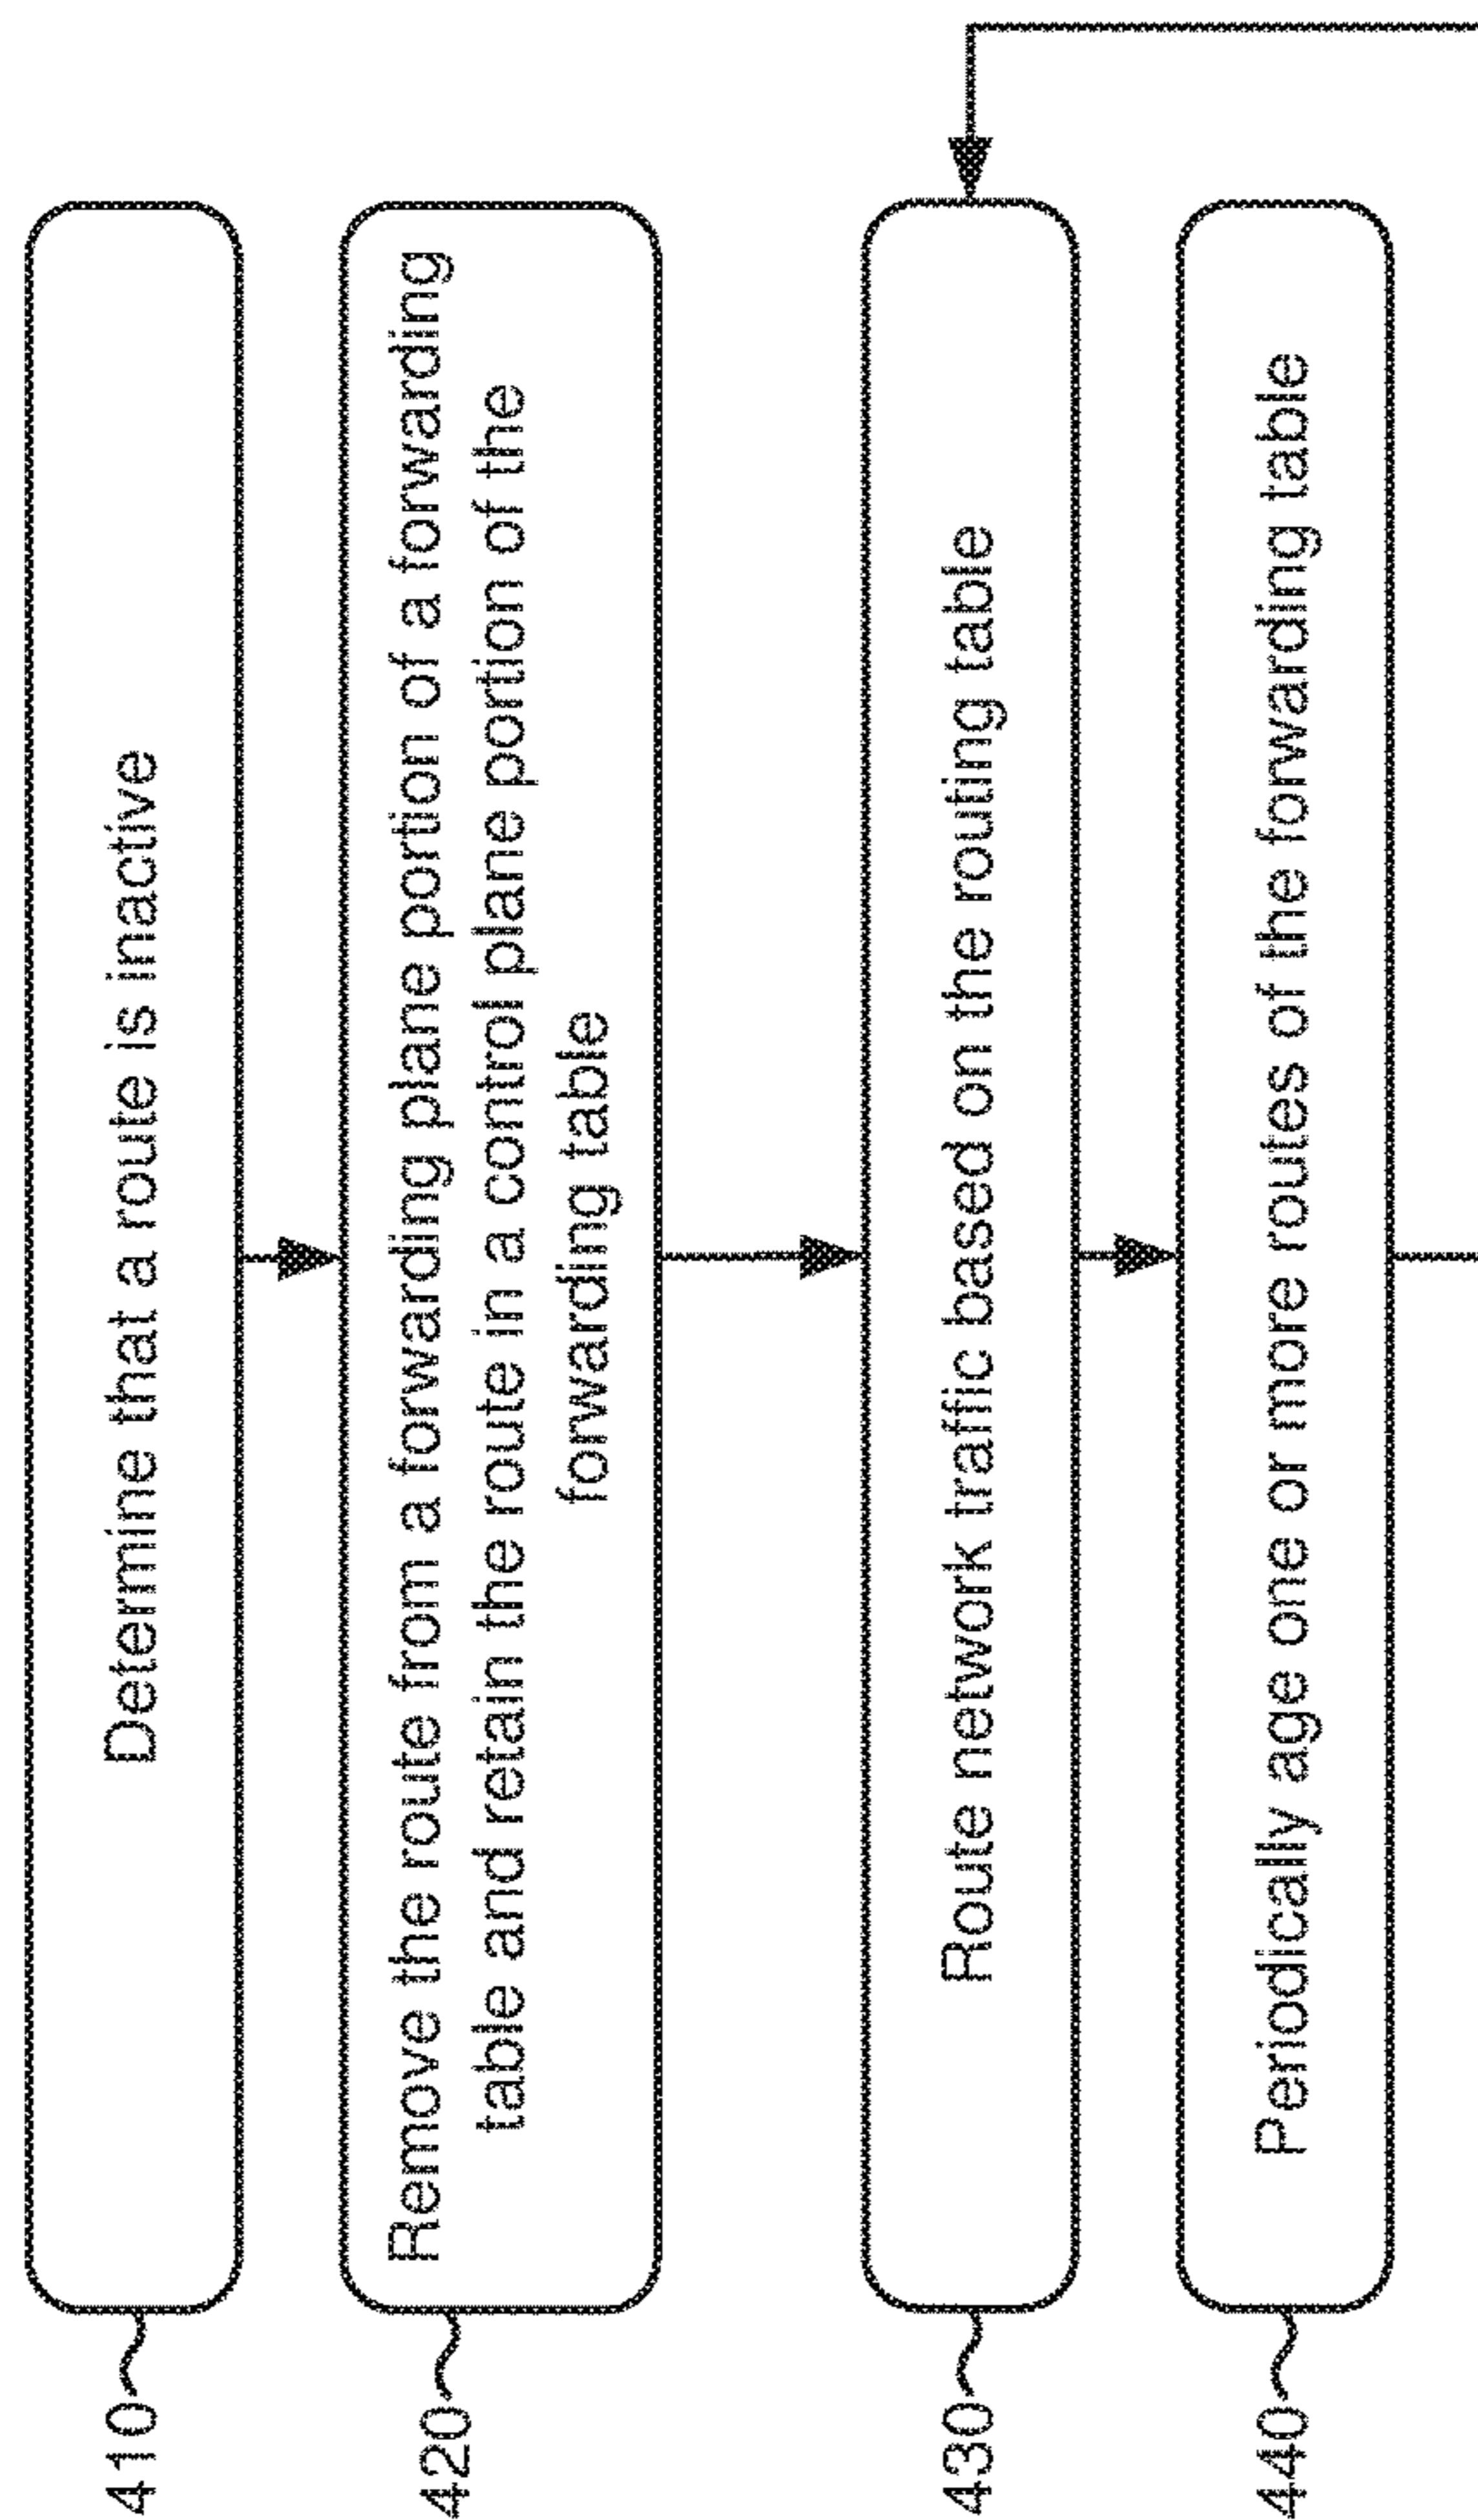 410
Determine that a route is inactive
420
Remove the route from a forwarding plane portion of a forwarding
table and retain the route in a control plane portion of the
forwarding table
430
Route network traffic based on the routing table
440
Periodically age one or more routes of the forwarding table